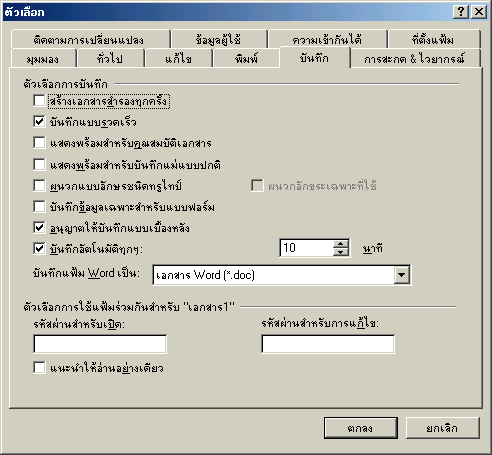 ตัวเลือก
ติดตามการเปลี่ยนแปลง ข้อมูลผู้ใช้ ความเข้ากันได้ ที่ตั้งแฟ้ม
มุมมอง ทั่วไป แก้ไข พิมพ์ บันทึก การสะกด & ไวยากรณ์
ตัวเลือกการบันทึก
สร้างเอกสารสำรองทุกครั้ง
บันทึกแบบรวดเร็ว
แสดงพร้อมสำหรับคุณสมบัติเอกสาร
แสดงพร้อมสำหรับบันทึกแม่แบบปกติ
ผนวกแบบอักษรชนิดทรูไทป์ ผนวกอักขระเฉพาะที่ใช้
บันทึกข้อมูลเฉพาะสำหรับแบบฟอร์ม
อนุญาตให้บันทึกแบบเบื้องหลัง
บันทึกอัตโนมัติทุกๆ: 10 นาที
บันทึกแฟ้ม Word เป็น: เอกสาร Word (*.doc)
ตัวเลือกการใช้แฟ้มร่วมกันสำหรับ "เอกสาร1"
รหัสผ่านสำหรับเปิด: รหัสผ่านสำหรับการแก้ไข:
แนะนำให้อ่านอย่างเดียว
ตกลง ยกเลิก